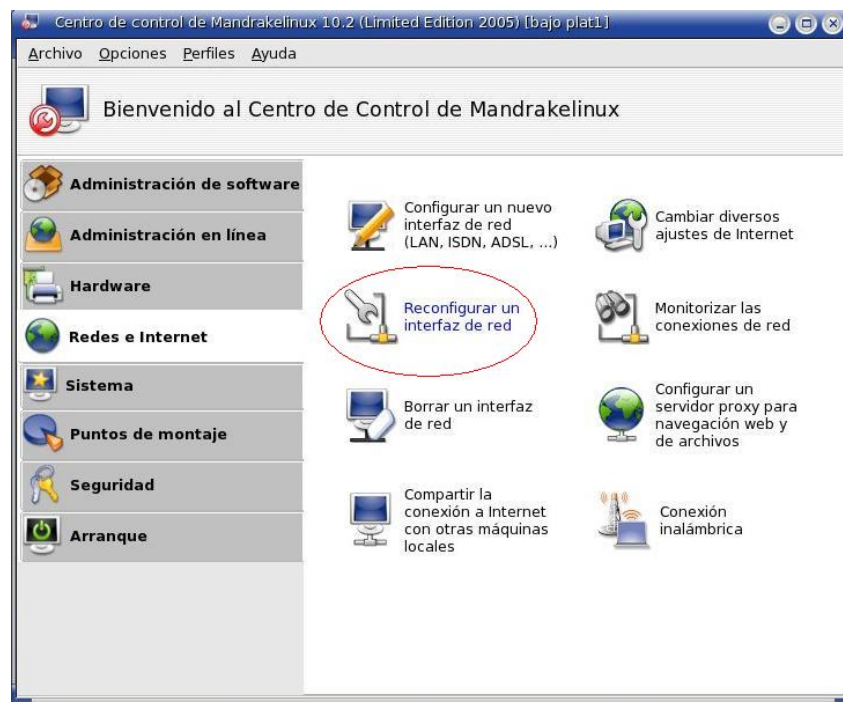 Centro de control de Mandrakelinux 10.2 (Limited Edition 2005) [bajo plat1]
Archivo Opciones Perfiles Ayuda
Bienvenido al Centro de Control de Mandrakelinux
Administración de software
Administración en línea
Hardware
Redes e Internet
Sistema
Puntos de montaje
Seguridad
Arranque
Configurar un nuevo
interfaz de red
(LAN, ISDN, ADSL, ...)
Cambiar diversos
ajustes de Internet
Reconfigurar un
interfaz de red
Monitorizar las
conexiones de red
Borrar un interfaz
de red
Configurar un
servidor proxy para
navegación web y
de archivos
Compartir la
conexión a Internet
con otras máquinas
locales
Conexión
inalámbrica